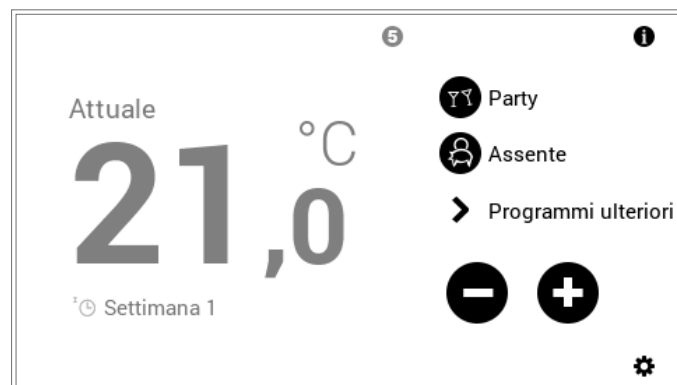 5
Attuale
21,0 °C
z Settimana 1
i
Party
Assente
Programmi ulteriori